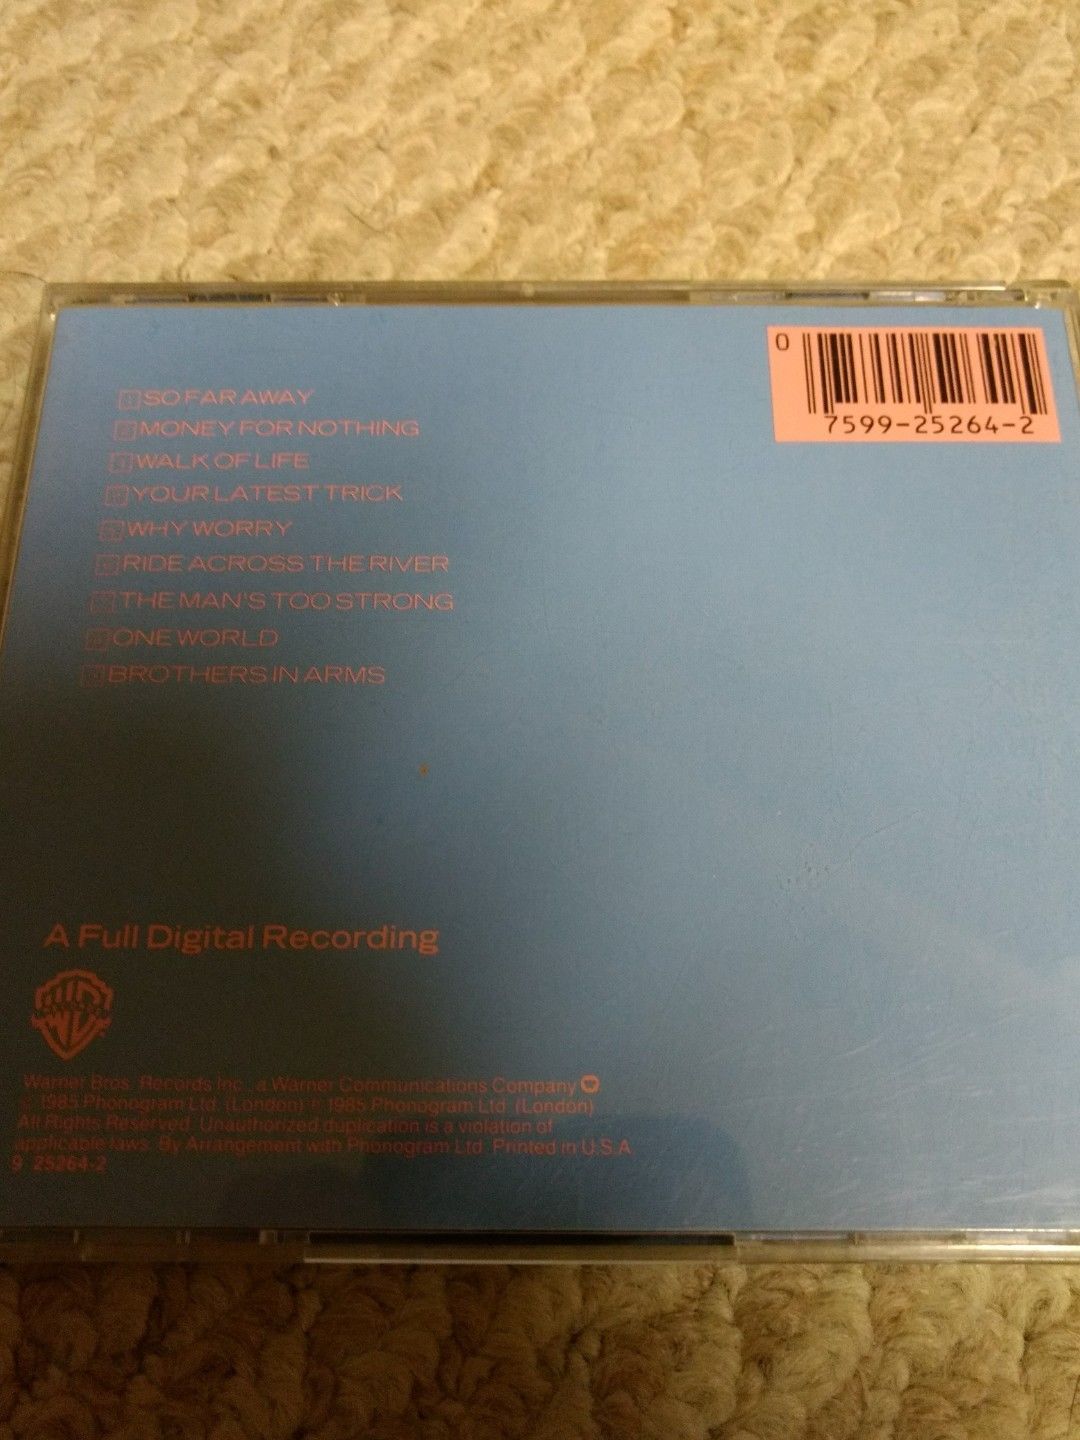 0
7599-25264-2
SO FAR AWAY
MONEY FOR NOTHING
WALK OF LIFE
YOUR LATEST TRICK
WHY WORRY
RIDE ACROSS THE RIVER
THE MAN'S TOO STRONG
ONE WORLD
BROTHERS IN ARMS
A Full Digital Recording
Warner Bros. Records Inc., a Warner Communications Company
1985 Phonogram Ltd. (London) 1985 Phonogram Ltd. (London)
All Rights Reserved. Unauthorized duplication is a violation of
applicable laws. By Arrangement with Phonogram Ltd. Printed in U.S.A.
9 25264-2